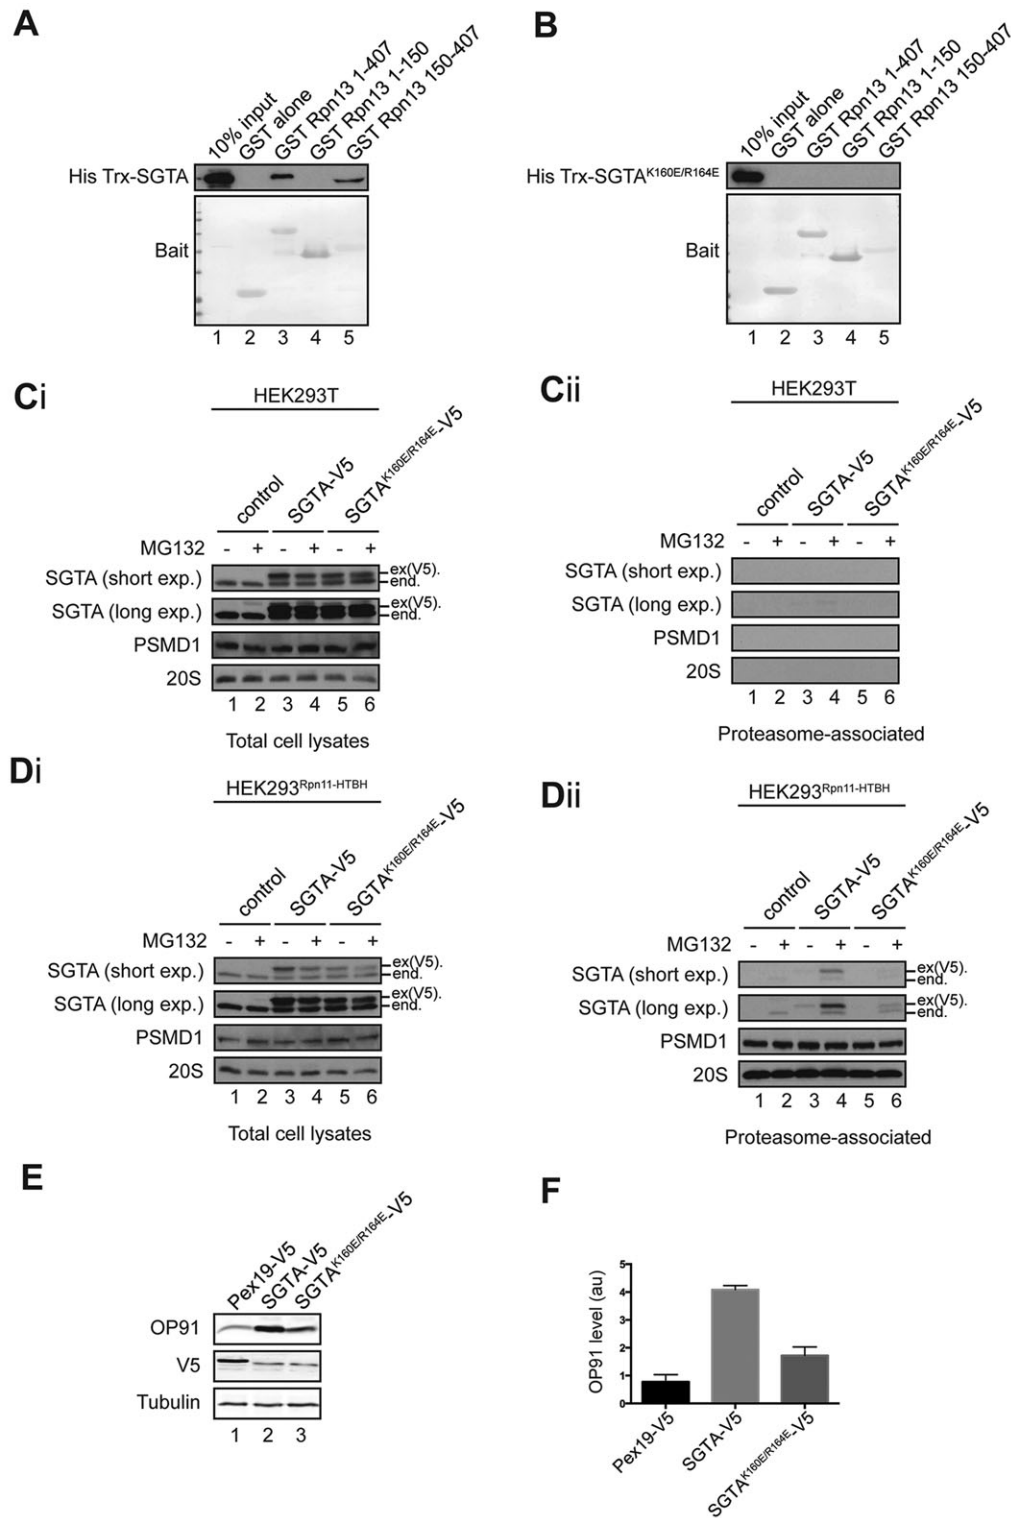 A
10% input
GST alone
GST Rpn13 1-407
GST Rpn13 1-150
GST Rpn13 150-407
His Trx-SGTA
Bait
1 2 3 4 5
B
10% input
GST alone
GST Rpn13 1-407
GST Rpn13 1-150
GST Rpn13 150-407
His Trx-SGTAK160E/R164E
Bait
1 2 3 4 5
Ci
HEK293T
control
SGTA-V5
SGTAK160E/R164E-V5
MG132 - + - + - +
SGTA (short exp.) ex(V5).
end.
SGTA (long exp.) ex(V5).
end.
PSMD1
20S
1 2 3 4 5 6
Total cell lysates
Cii
HEK293T
control
SGTA-V5
SGTAK160E/R164E-V5
MG132 - + - + - +
SGTA (short exp.)
SGTA (long exp.)
PSMD1
20S
1 2 3 4 5 6
Proteasome-associated
Di
HEK293Rpn11-HTBH
control
SGTA-V5
SGTAK160E/R164E-V5
MG132 - + - + - +
SGTA (short exp.) ex(V5).
end.
SGTA (long exp.) ex(V5).
end.
PSMD1
20S
1 2 3 4 5 6
Total cell lysates
Dii
HEK293Rpn11-HTBH
control
SGTA-V5
SGTAK160E/R164E-V5
MG132 - + - + - +
SGTA (short exp.) ex(V5).
end.
SGTA (long exp.) ex(V5).
end.
PSMD1
20S
1 2 3 4 5 6
Proteasome-associated
E
Pex19-V5
SGTA-V5
SGTAK160E/R164E-V5
OP91
V5
Tubulin
1 2 3
F
OP91 level (au)
5
4
3
2
1
0
Pex19-V5
SGTA-V5
SGTAK160E/R164E-V5